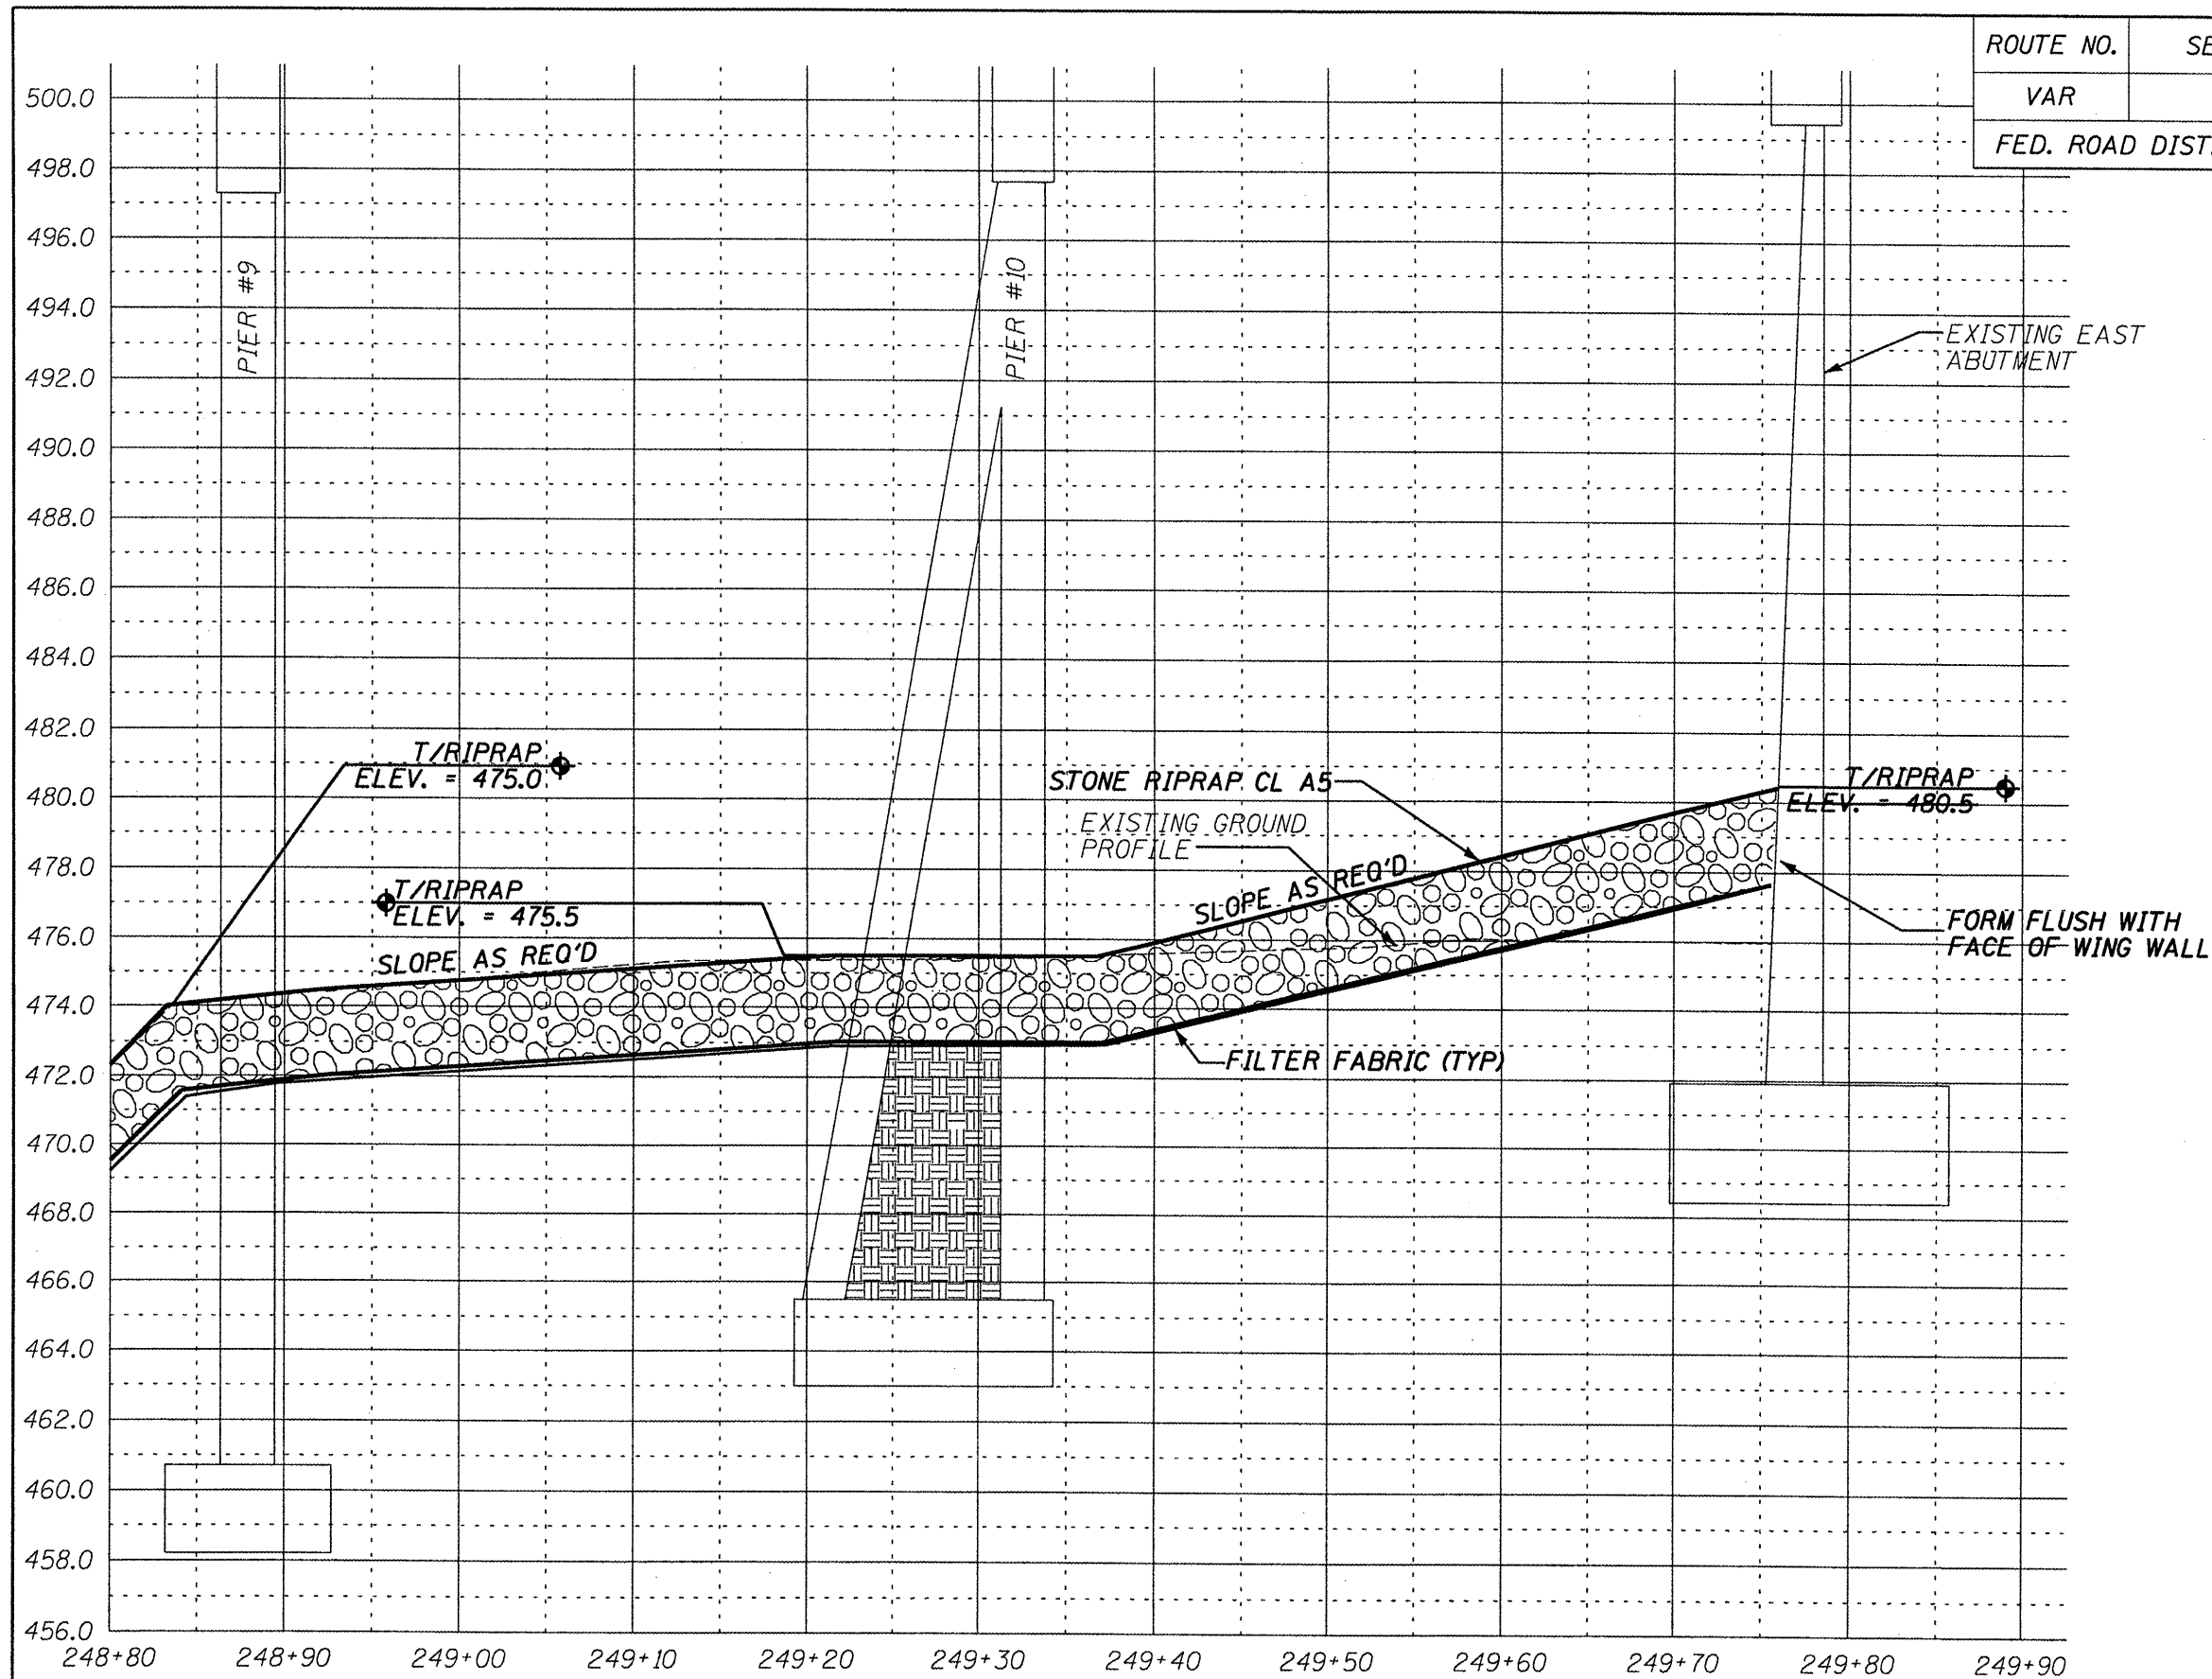 ROUTE NO.
VAR
FED. ROAD
500.0
498.0
496.0
494.0
492.0
490.0
488.0
486.0
484.0
482.0
480.0
478.0
476.0
474.0
472.0
470.0
468.0
466.0
464.0
462.0
460.0
458.0
456.0
PIER #9
PIER #10
EXISTING EAST
ABUTMENT
T/RIPRAP
ELEV. = 475.0
STONE RIPRAP CL A5
EXISTING GROUND
PROFILE
T/RIPRAP
ELEV. = 480.5
T/RIPRAP
ELEV. = 475.5
SLOPE AS REQ'D
SLOPE AS REQ'D
FORM FLUSH WITH
FACE OF WING WALL
FILTER FABRIC (TYP)
248+80 248+90 249+00 249+10 249+20 249+30 249+40 249+50 249+60 249+70 249+80 249+90